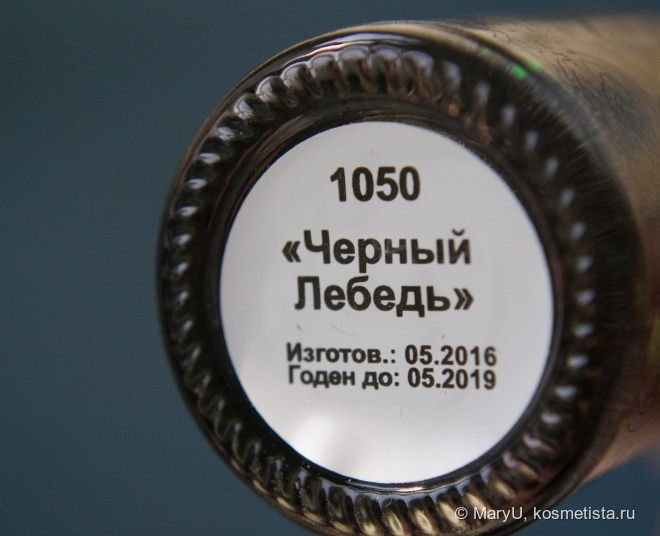 1050
«Черный
Лебедь»
Изготов.: 05.2016
Годен до: 05.2019
© MaryU, kosmetista.ru